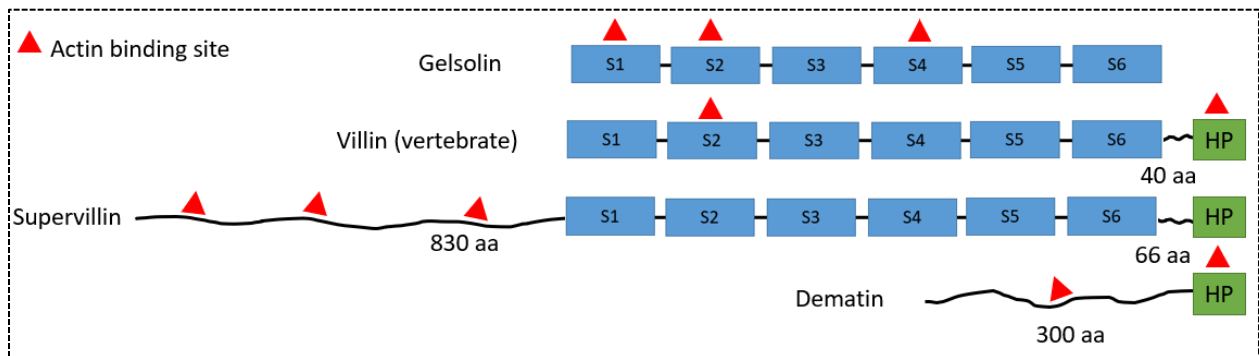 Actin binding site
Gelsolin S1 S2 S3 S4 S5 S6
Villin (vertebrate) S1 S2 S3 S4 S5 S6 HP
40 aa
Supervillin S1 S2 S3 S4 S5 S6 HP
830 aa 66 aa
Dematin HP
300 aa